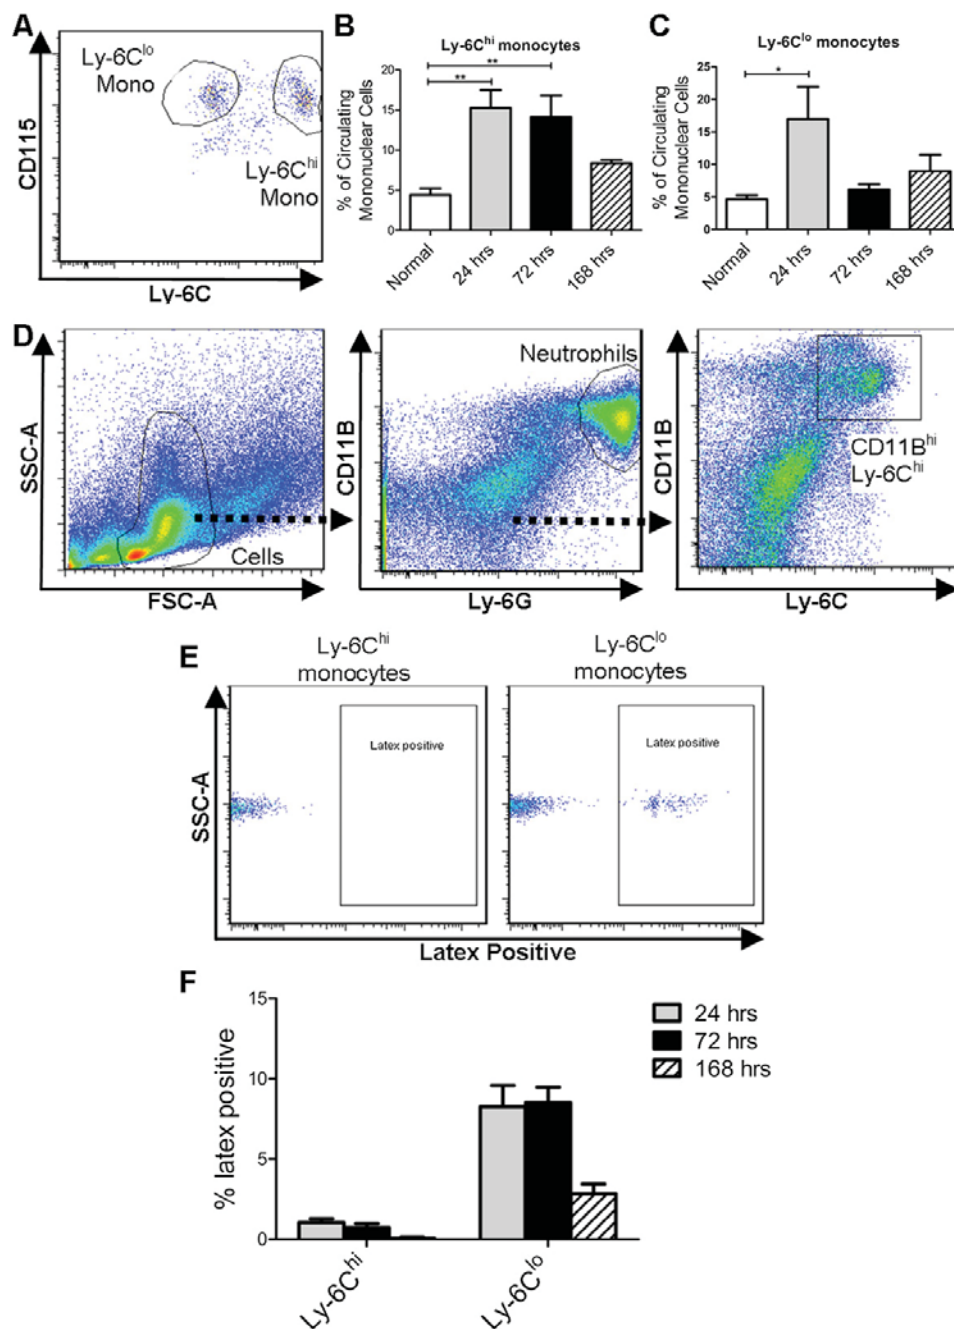 A
Ly-6Clo
Mono
Ly-6Chi
Mono
CD115
Ly-6C
B
Ly-6Chi monocytes
**
**
% of Circulating
Mononuclear Cells
20
15
10
5
0
Normal
24 hrs
72 hrs
168 hrs
C
Ly-6Clo monocytes
*
% of Circulating
Mononuclear Cells
25
20
15
10
5
0
Normal
24 hrs
72 hrs
168 hrs
D
SSC-A
Cells
FSC-A
Neutrophils
CD11B
Ly-6G
CD11B
CD11Bhi
Ly-6Chi
Ly-6C
E
Ly-6Chi
monocytes
Ly-6Clo
monocytes
Latex positive
Latex positive
SSC-A
Latex Positive
F
% latex positive
15
10
5
0
Ly-6Chi
Ly-6Clo
24 hrs
72 hrs
168 hrs